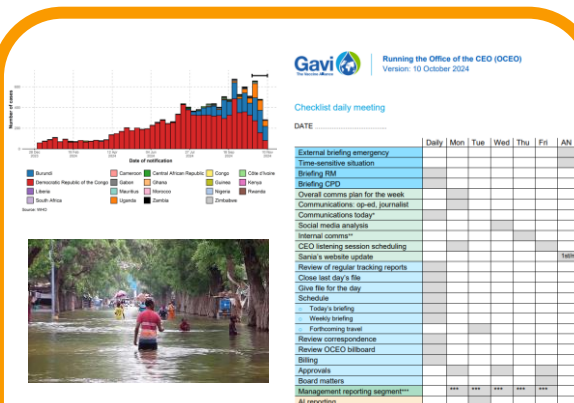 Number of cases
Date of notification
Burundi
Cameroon
Central African Republic
Congo
Côte d'Ivoire
Democratic Republic of the Congo
Gabon
Ghana
Guinea
Kenya
Liberia
Mauritius
Morocco
Nigeria
Rwanda
South Africa
Uganda
Zambia
Zimbabwe
Source: WHO
Gavi
The Vaccine Alliance
Running the Office of the CEO (OCEO)
Version: 10 October 2024
Checklist daily meeting
DATE
Daily Mon Tue Wed Thu Fri AN
External briefing emergency
Time-sensitive situation
Briefing RM
Briefing CPD
Overall comms plan for the week
Communications: op-ed, journalist
Communications today*
Social media analysis
Internal comms**
CEO listening session scheduling
Sania's website update
Review of regular tracking reports
Close last day's file
Give file for the day
Schedule
Today's briefing
Weekly briefing
Forthcoming travel
Review correspondence
Review OCEO billboard
Billing
Approvals
Board matters
Management reporting segment*** *** *** *** *** ***
AI reporting